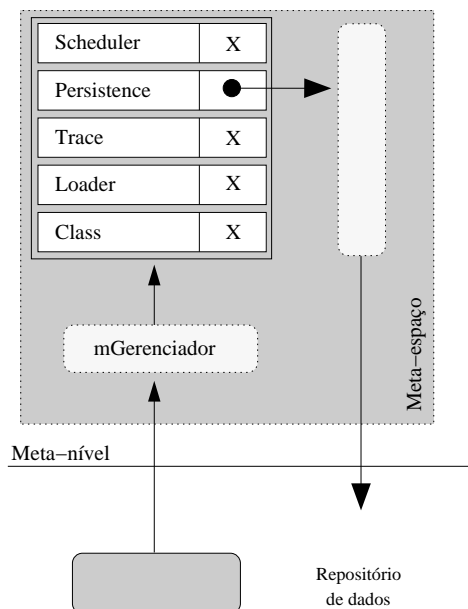 Scheduler X
Persistence
Trace X
Loader X
Class X
mGerenciador
Meta−espaço
Meta−nível
Repositório
de dados